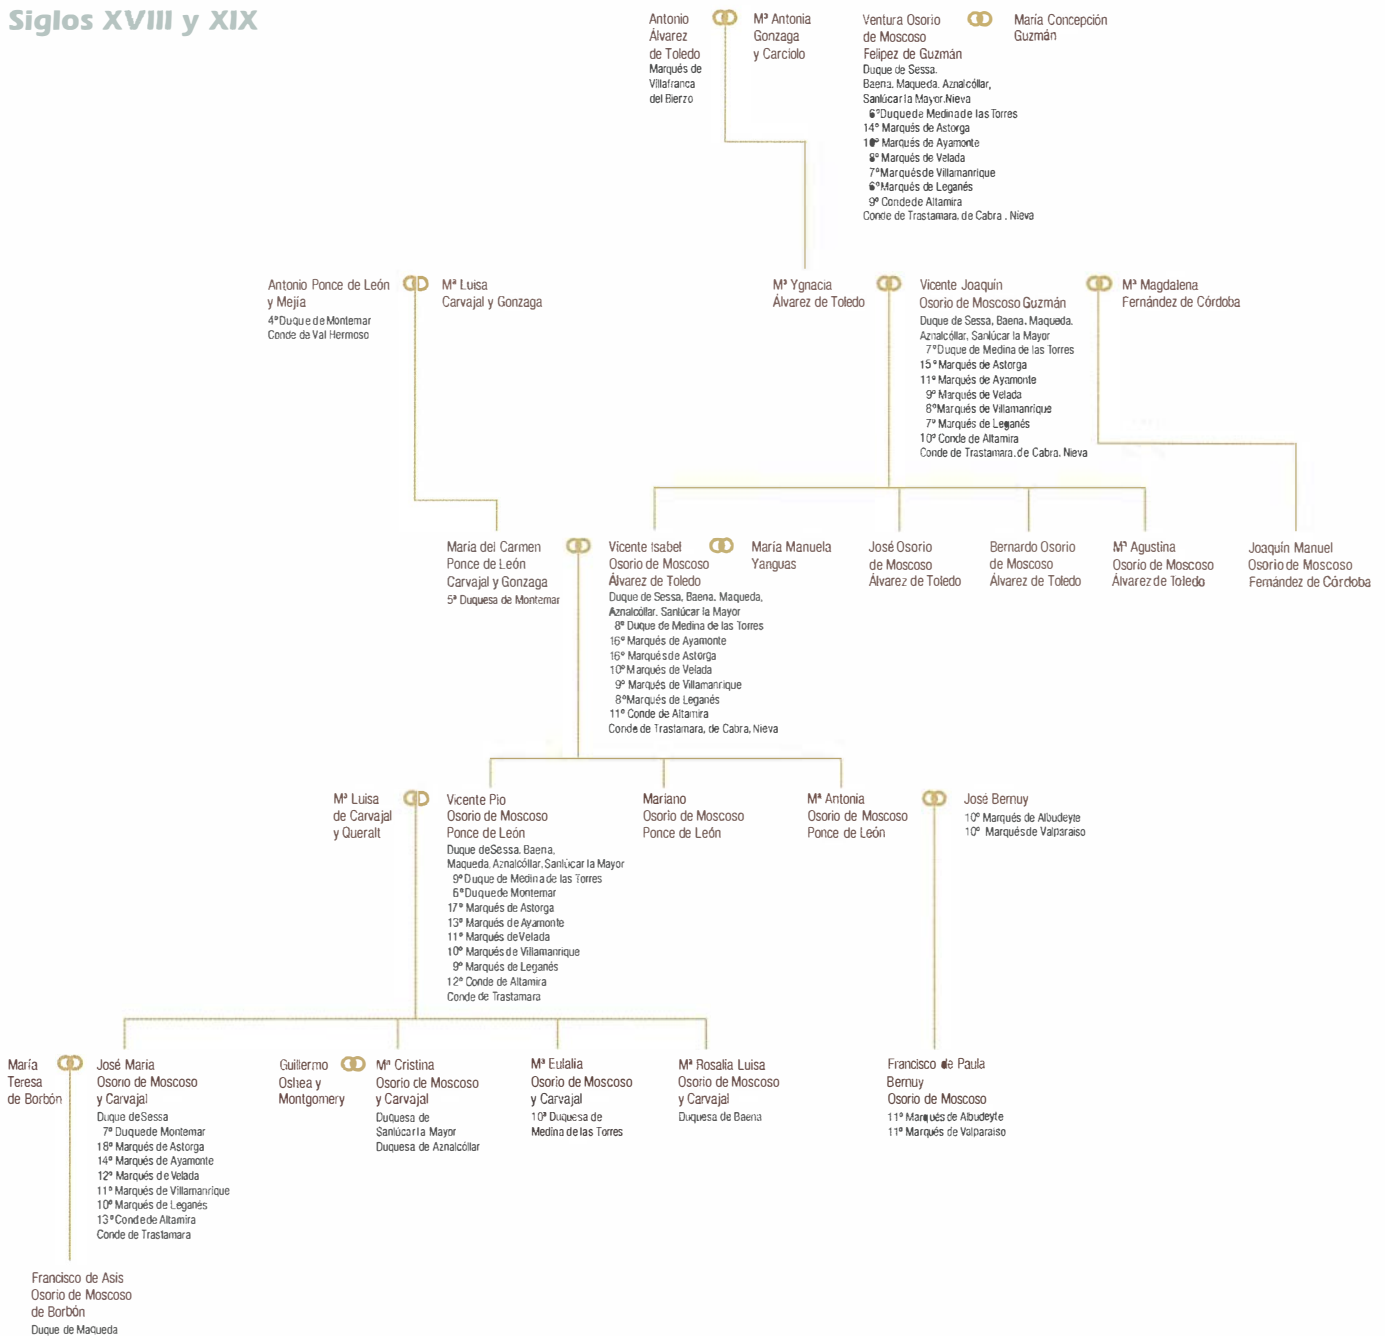 Siglos XVIII y XIX
Antonio
Álvarez
de Toledo
Marqués de
Villafranca
del Bierzo
Mª Antonia
Gonzaga
y Carciolo
Ventura Osorio
de Moscoso
Felipez de Guzmán
Duque de Sessa,
Baena, Maqueda, Aznalcóllar,
Sanlúcar la Mayor, Nieva
6º Duque de Medina de las Torres
14º Marqués de Astorga
10º Marqués de Ayamonte
8º Marqués de Velada
7º Marqués de Villamanrique
6º Marqués de Leganés
9º Conde de Altamira
Conde de Trastamara, de Cabra , Nieva
María Concepción
Guzmán
Antonio Ponce de León
y Mejía
4º Duque de Montemar
Conde de Val Hermoso
Mª Luisa
Carvajal y Gonzaga
Mª Ygnacia
Álvarez de Toledo
Vicente Joaquín
Osorio de Moscoso Guzmán
Duque de Sessa, Baena, Maqueda,
Aznalcóllar, Sanlúcar la Mayor
7º Duque de Medina de las Torres
15º Marqués de Astorga
11º Marqués de Ayamonte
9º Marqués de Velada
8º Marqués de Villamanrique
7º Marqués de Leganés
10º Conde de Altamira
Conde de Trastamara, de Cabra, Nieva
Mª Magdalena
Fernández de Córdoba
María del Carmen
Ponce de León
Carvajal y Gonzaga
5ª Duquesa de Montemar
Vicente Isabel
Osorio de Moscoso
Álvarez de Toledo
Duque de Sessa, Baena, Maqueda,
Aznalcóllar, Sanlúcar la Mayor
8º Duque de Medina de las Torres
16º Marqués de Ayamonte
16º Marqués de Astorga
10º Marqués de Velada
9º Marqués de Villamanrique
8º Marqués de Leganés
11º Conde de Altamira
Conde de Trastamara, de Cabra, Nieva
María Manuela
Yanguas
José Osorio
de Moscoso
Álvarez de Toledo
Bernardo Osorio
de Moscoso
Álvarez de Toledo
Mª Agustina
Osorio de Moscoso
Álvarez de Toledo
Joaquín Manuel
Osorio de Moscoso
Fernández de Córdoba
Mª Luisa
de Carvajal
y Queralt
Vicente Pio
Osorio de Moscoso
Ponce de León
Duque de Sessa, Baena,
Maqueda, Aznalcóllar, Sanlúcar la Mayor
9º Duque de Medina de las Torres
6º Duque de Montemar
17º Marqués de Astorga
13º Marqués de Ayamonte
11º Marqués de Velada
10º Marqués de Villamanrique
9º Marqués de Leganés
12º Conde de Altamira
Conde de Trastamara
Mariano
Osorio de Moscoso
Ponce de León
Mª Antonia
Osorio de Moscoso
Ponce de León
José Bernuy
10º Marqués de Albudeyte
10º Marqués de Valparaiso
María
Teresa
de Borbón
José Maria
Osorio de Moscoso
y Carvajal
Duque de Sessa
7º Duque de Montemar
18º Marqués de Astorga
14º Marqués de Ayamonte
12º Marqués de Velada
11º Marqués de Villamanrique
10º Marqués de Leganés
13º Conde de Altamira
Conde de Trastamara
Guillermo
Oshea y
Montgomery
Mª Cristina
Osorio de Moscoso
y Carvajal
Duquesa de
Sanlúcar la Mayor
Duquesa de Aznalcóllar
Mª Eulalia
Osorio de Moscoso
y Carvajal
10ª Duquesa de
Medina de las Torres
Mª Rosalía Luisa
Osorio de Moscoso
y Carvajal
Duquesa de Baena
Francisco de Paula
Bernuy
Osorio de Moscoso
11º Marqués de Albudeyte
11º Marqués de Valparaiso
Francisco de Asís
Osorio de Moscoso
de Borbón
Duque de Maqueda